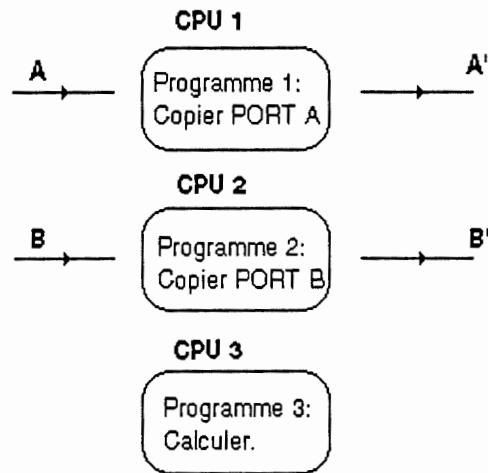 CPU 1
A
Programme 1:
Copier PORT A
A'
CPU 2
B
Programme 2:
Copier PORT B
B'
CPU 3
Programme 3:
Calculer.